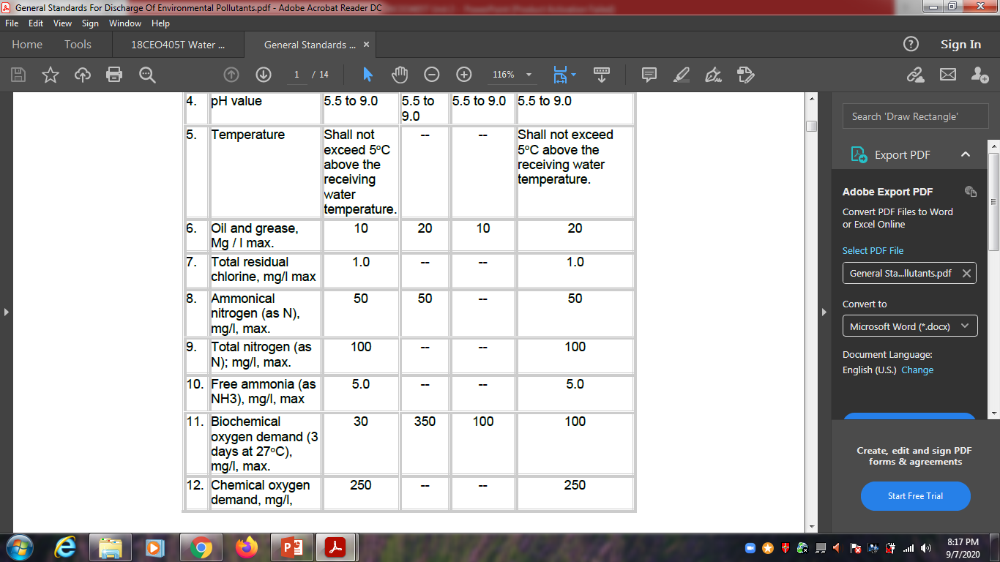 General Standards For Discharge Of Environmental Pollutants.pdf - Adobe Acrobat Reader DC
File Edit View Sign Window Help
Home Tools 18CEO405T Water ... General Standards ... × ? Sign In
1 / 14 116%
4. pH value 5.5 to 9.0 5.5 to 5.5 to 9.0 5.5 to 9.0
9.0
5. Temperature Shall not -- -- Shall not exceed
exceed 5oC 5oC above the
above the receiving water
receiving temperature.
water
temperature.
6. Oil and grease, 10 20 10 20
Mg / l max.
7. Total residual 1.0 -- -- 1.0
chlorine, mg/l max
8. Ammonical 50 50 -- 50
nitrogen (as N),
mg/l, max.
9. Total nitrogen (as 100 -- -- 100
N); mg/l, max.
10. Free ammonia (as 5.0 -- -- 5.0
NH3), mg/l, max
11. Biochemical 30 350 100 100
oxygen demand (3
days at 27oC),
mg/l, max.
12. Chemical oxygen 250 -- -- 250
demand, mg/l,
Search 'Draw Rectangle'
Export PDF
Adobe Export PDF
Convert PDF Files to Word
or Excel Online
Select PDF File
General Sta...llutants.pdf
Convert to
Microsoft Word (*.docx)
Document Language:
English (U.S.) Change
Create, edit and sign PDF
forms & agreements
Start Free Trial
8:17 PM
9/7/2020